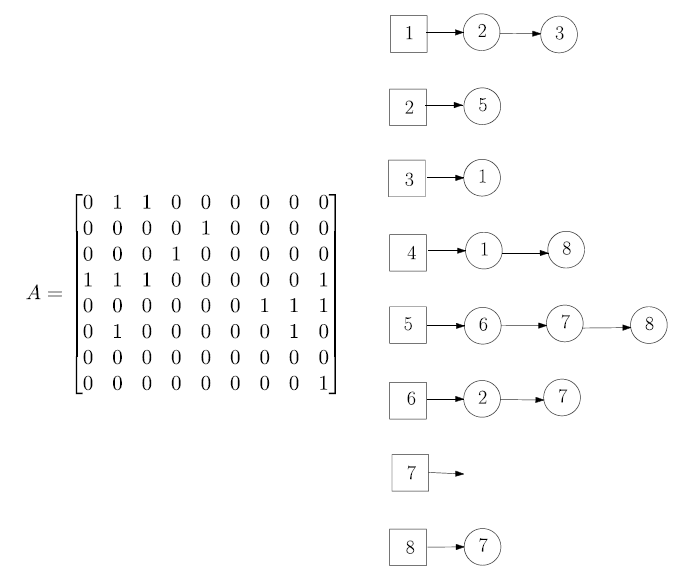 1 2 3
2 5
3 1
A =
0 1 1 0 0 0 0 0 0
0 0 0 0 1 0 0 0 0
0 0 0 1 0 0 0 0 0
1 1 1 0 0 0 0 0 1
0 0 0 0 0 0 1 1 1
0 1 0 0 0 0 0 1 0
0 0 0 0 0 0 0 0 0
0 0 0 0 0 0 0 0 1
4 1 8
5 6 7 8
6 2 7
7
8 7